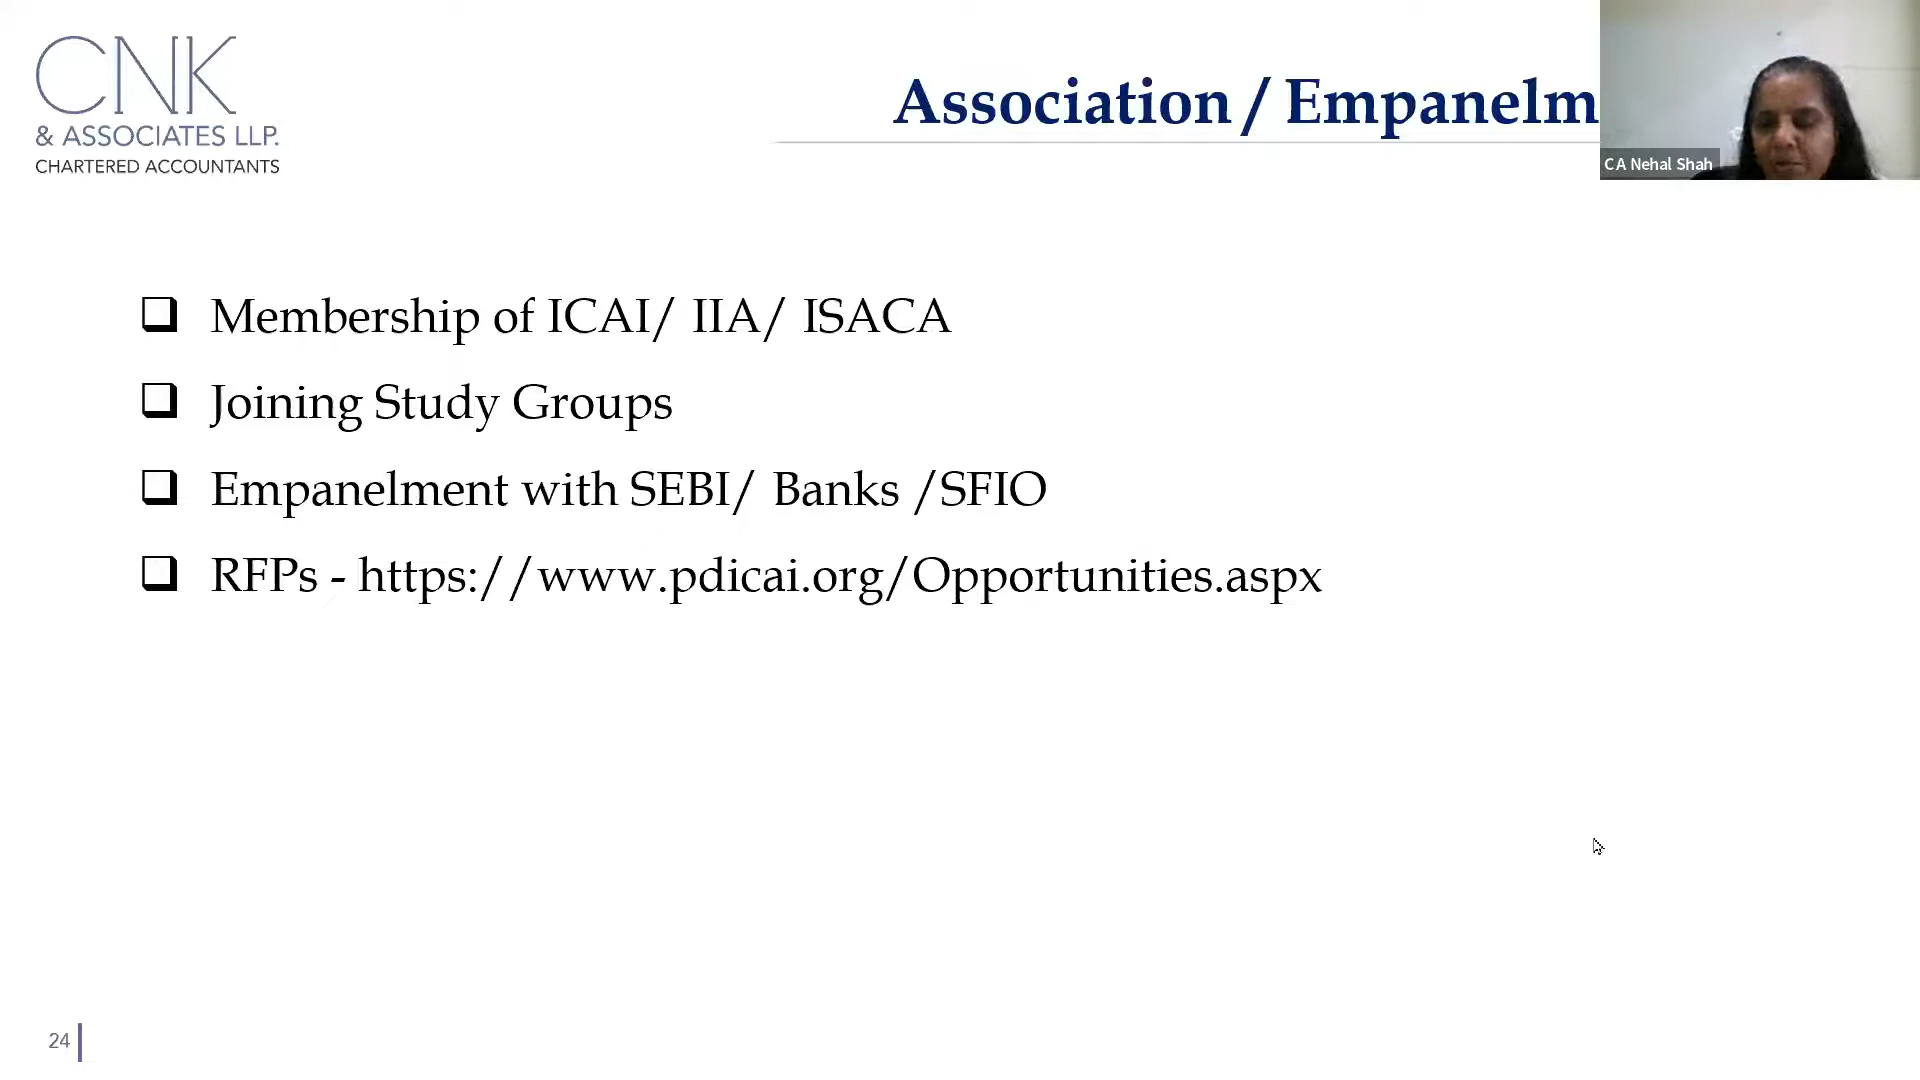 CNK
& ASSOCIATES LLP.
CHARTERED ACCOUNTANTS
Association / Empanelm
C A Nehal Shah
❑ Membership of ICAI/ IIA/ ISACA
❑ Joining Study Groups
❑ Empanelment with SEBI/ Banks /SFIO
❑ RFPs - https://www.pdicai.org/Opportunities.aspx
24